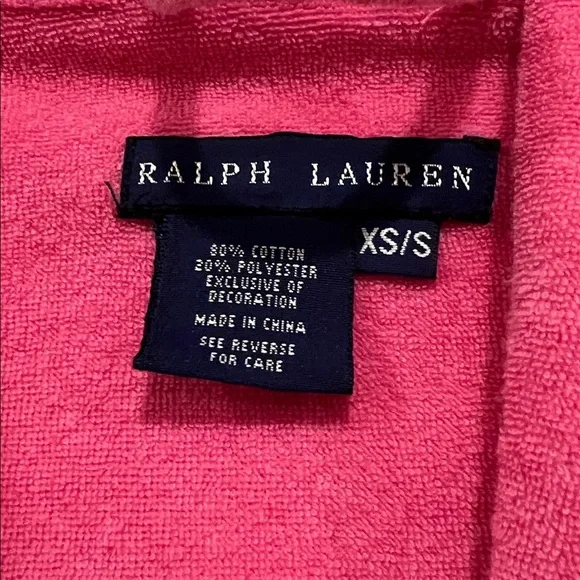 RALPH LAUREN
XS/S
80% COTTON
20% POLYESTER
EXCLUSIVE OF
DECORATION
MADE IN CHINA
SEE REVERSE
FOR CARE